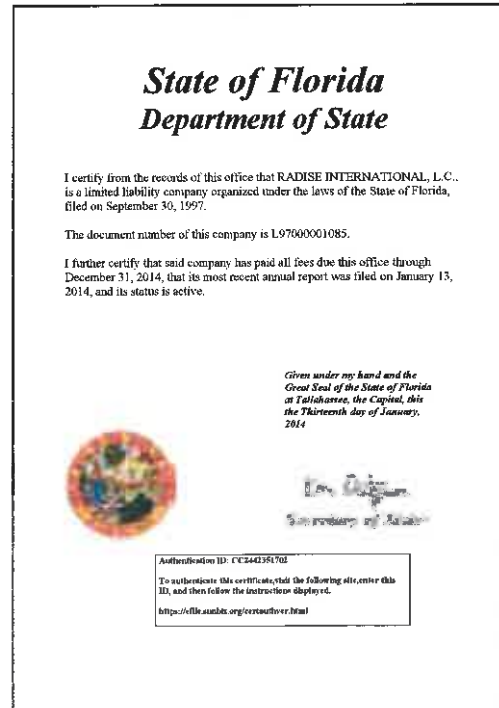 State of Florida
Department of State
I certify from the records of this office that RADISE INTERNATIONAL, L.C..
is a limited liability company organized under the laws of the State of Florida,
filed on September 30, 1997.
The document number of this company is L97000001085.
I further certify that said company has paid all fees due this office through
December 31, 2014, that its most recent annual report was filed on January 13,
2014, and its status is active.
Given under my hand and the
Great Seal of the State of Florida
at Tallahassee, the Capital, this
the Thirteenth day of January,
2014
Secretary of State
Authentication ID: CC2442351702
To authenticate this certificate,visit the following site,enter this
ID, and then follow the instructions displayed.
https://efile.sunbiz.org/certauthver.html